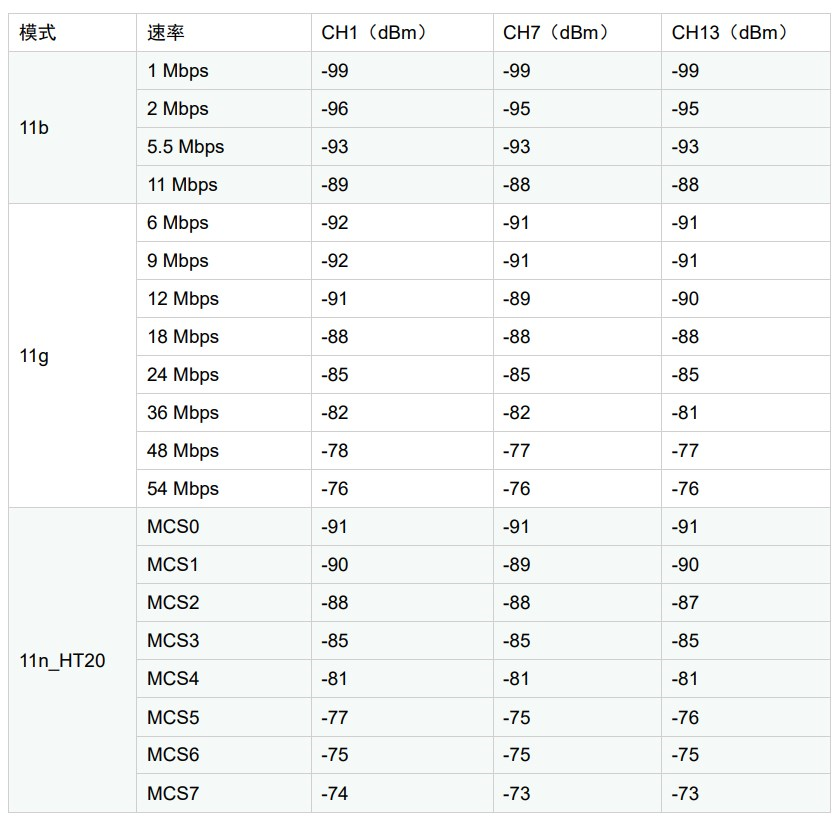 模式 速率 CH1（dBm） CH7（dBm） CH13（dBm）
11b
1 Mbps -99 -99 -99
2 Mbps -96 -95 -95
5.5 Mbps -93 -93 -93
11 Mbps -89 -88 -88
11g
6 Mbps -92 -91 -91
9 Mbps -92 -91 -91
12 Mbps -91 -89 -90
18 Mbps -88 -88 -88
24 Mbps -85 -85 -85
36 Mbps -82 -82 -81
48 Mbps -78 -77 -77
54 Mbps -76 -76 -76
11n_HT20
MCS0 -91 -91 -91
MCS1 -90 -89 -90
MCS2 -88 -88 -87
MCS3 -85 -85 -85
MCS4 -81 -81 -81
MCS5 -77 -75 -76
MCS6 -75 -75 -75
MCS7 -74 -73 -73